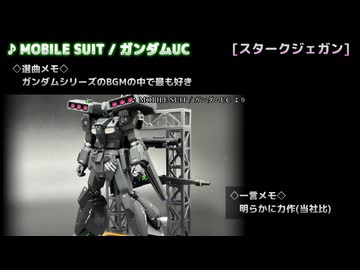 ♪ MOBILE SUIT / ガンダムUC
[スタークジェガン]
◇選曲メモ◇
ガンダムシリーズのBGMの中で最も好き
MOBILE SUIT / ガンダムUC より
◇一言メモ◇
明らかに力作(当社比)